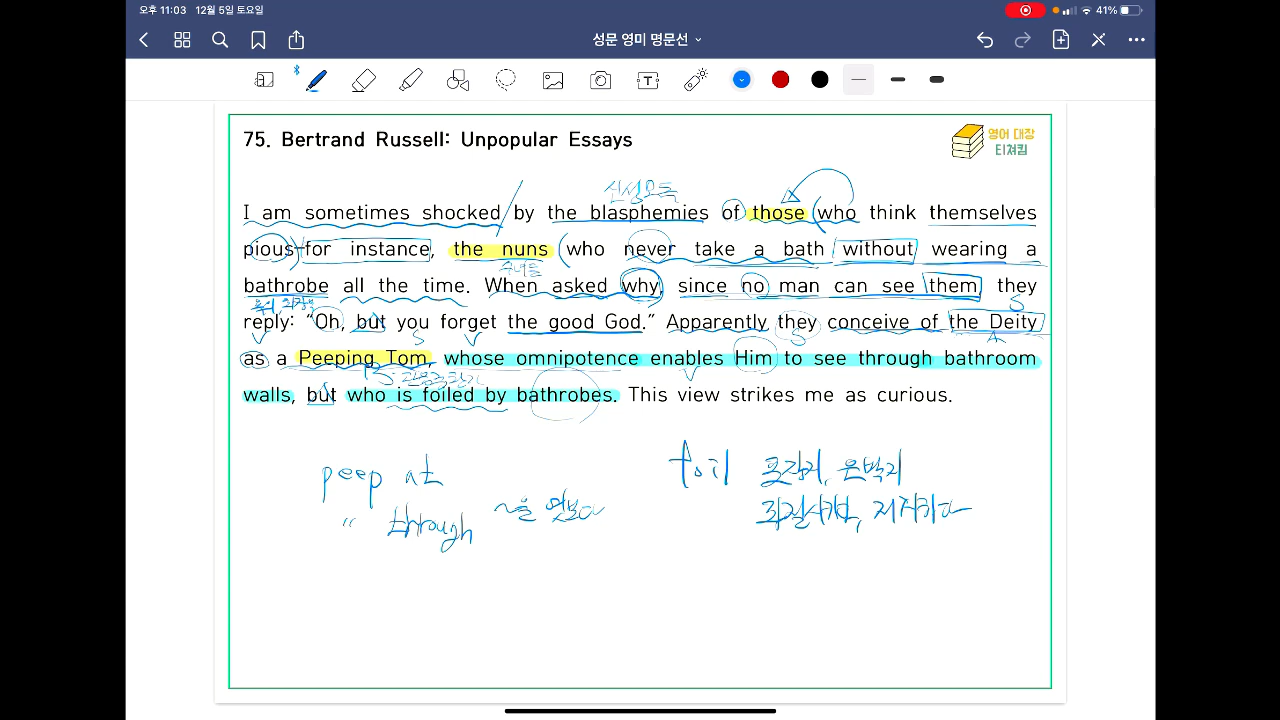 오후 11:03 12월 5일 토요일
41%
성문 영미 명문선
75. Bertrand Russell: Unpopular Essays
영어 대장
티쳐킴
신성모독
I am sometimes shocked by the blasphemies of those who think themselves
pious-for instance, the nuns who never take a bath without wearing a
수녀들
bathrobe all the time. When asked why, since no man can see them, they
S
reply: "Oh, but you forget the good God." Apparently they conceive of the Deity
V S V S A
as a Peeping Tom, whose omnipotence enables Him to see through bathroom
V
walls, but who is foiled by bathrobes. This view strikes me as curious.
peep at
" through ~을 엿보다
foil 포장지, 은박지
좌절시키다, 저지하다